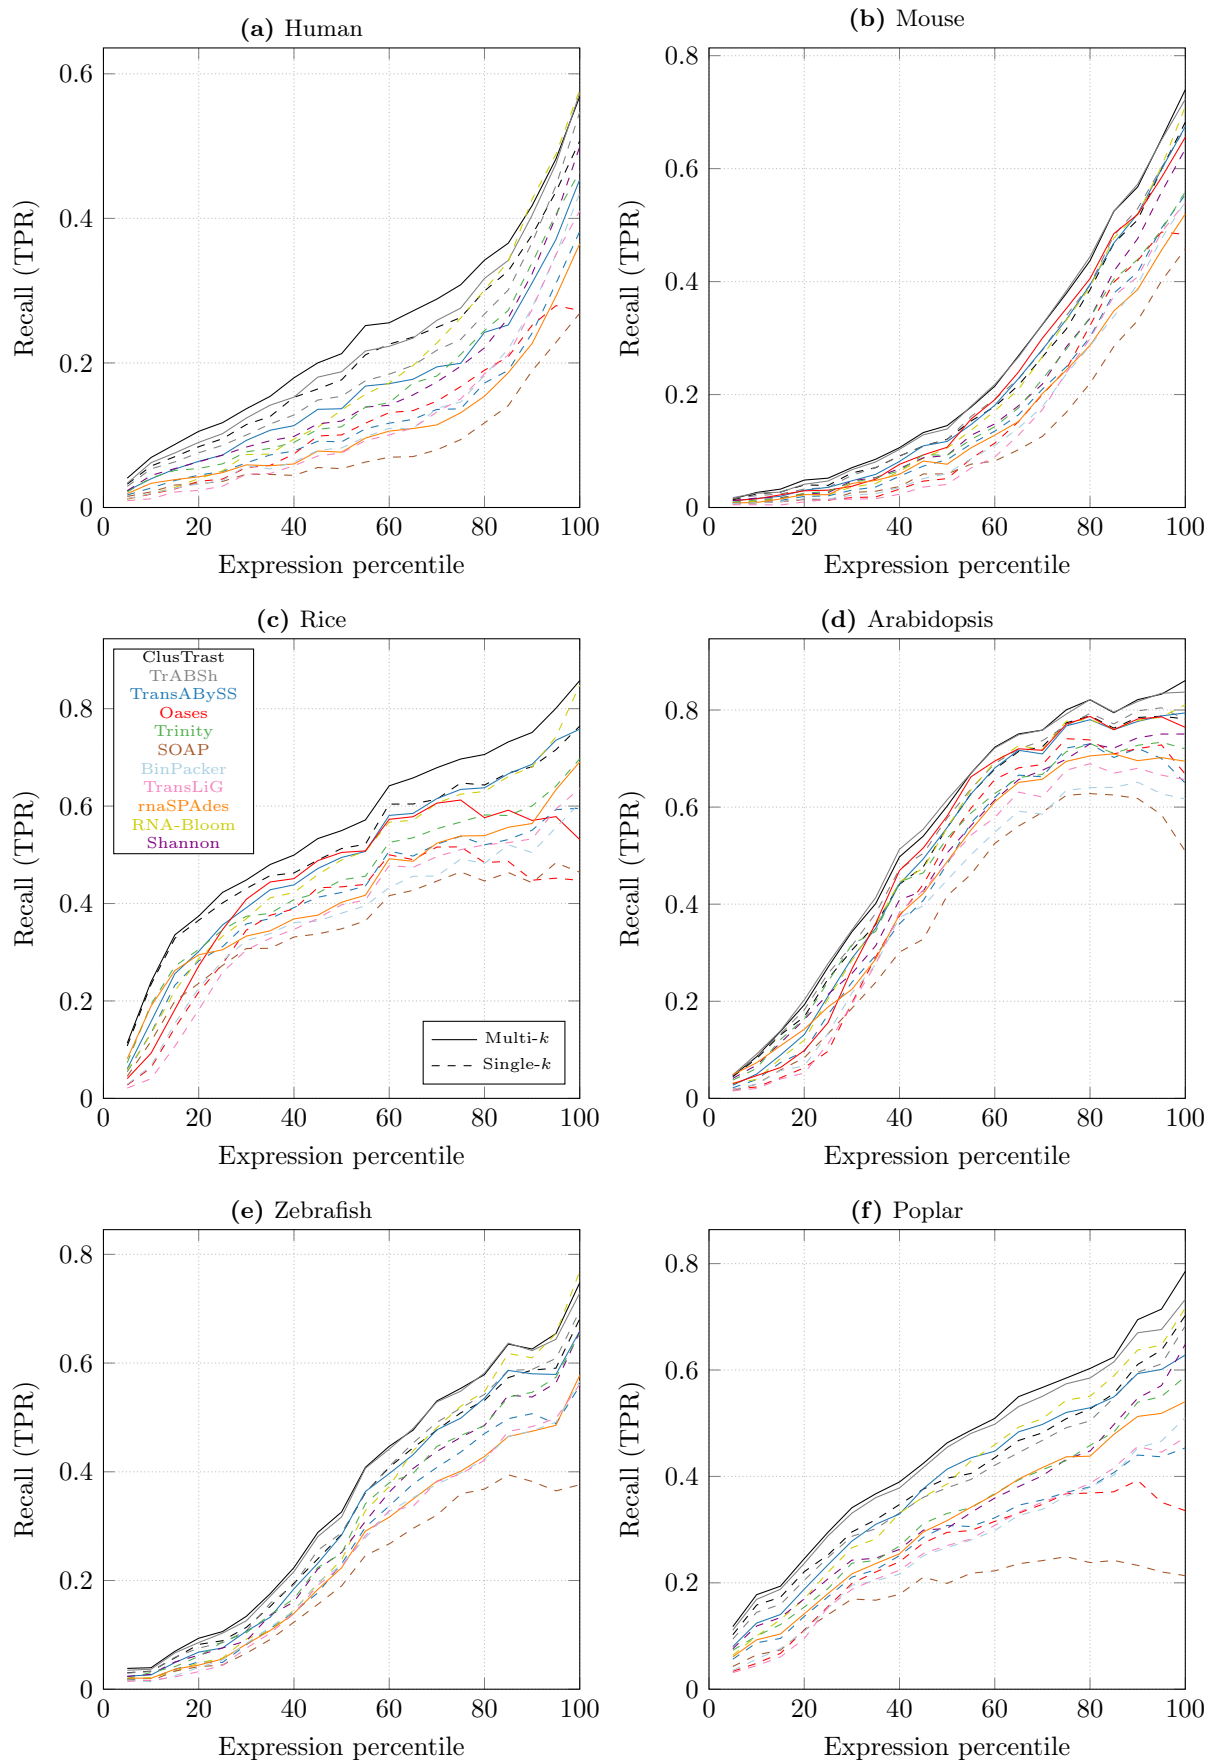 (a) Human
0.6
0.4
0.2
0
Recall (TPR)
0 20 40 60 80 100
Expression percentile
(b) Mouse
0.8
0.6
0.4
0.2
0
Recall (TPR)
0 20 40 60 80 100
Expression percentile
(c) Rice
0.8
0.6
0.4
0.2
0
Recall (TPR)
ClusTrast
TrABSh
TransABySS
Oases
Trinity
SOAP
BinPacker
TransLiG
rnaSPAdes
RNA-Bloom
Shannon
Multi-k
Single-k
0 20 40 60 80 100
Expression percentile
(d) Arabidopsis
0.8
0.6
0.4
0.2
0
Recall (TPR)
0 20 40 60 80 100
Expression percentile
(e) Zebrafish
0.8
0.6
0.4
0.2
0
Recall (TPR)
0 20 40 60 80 100
Expression percentile
(f) Poplar
0.8
0.6
0.4
0.2
0
Recall (TPR)
0 20 40 60 80 100
Expression percentile